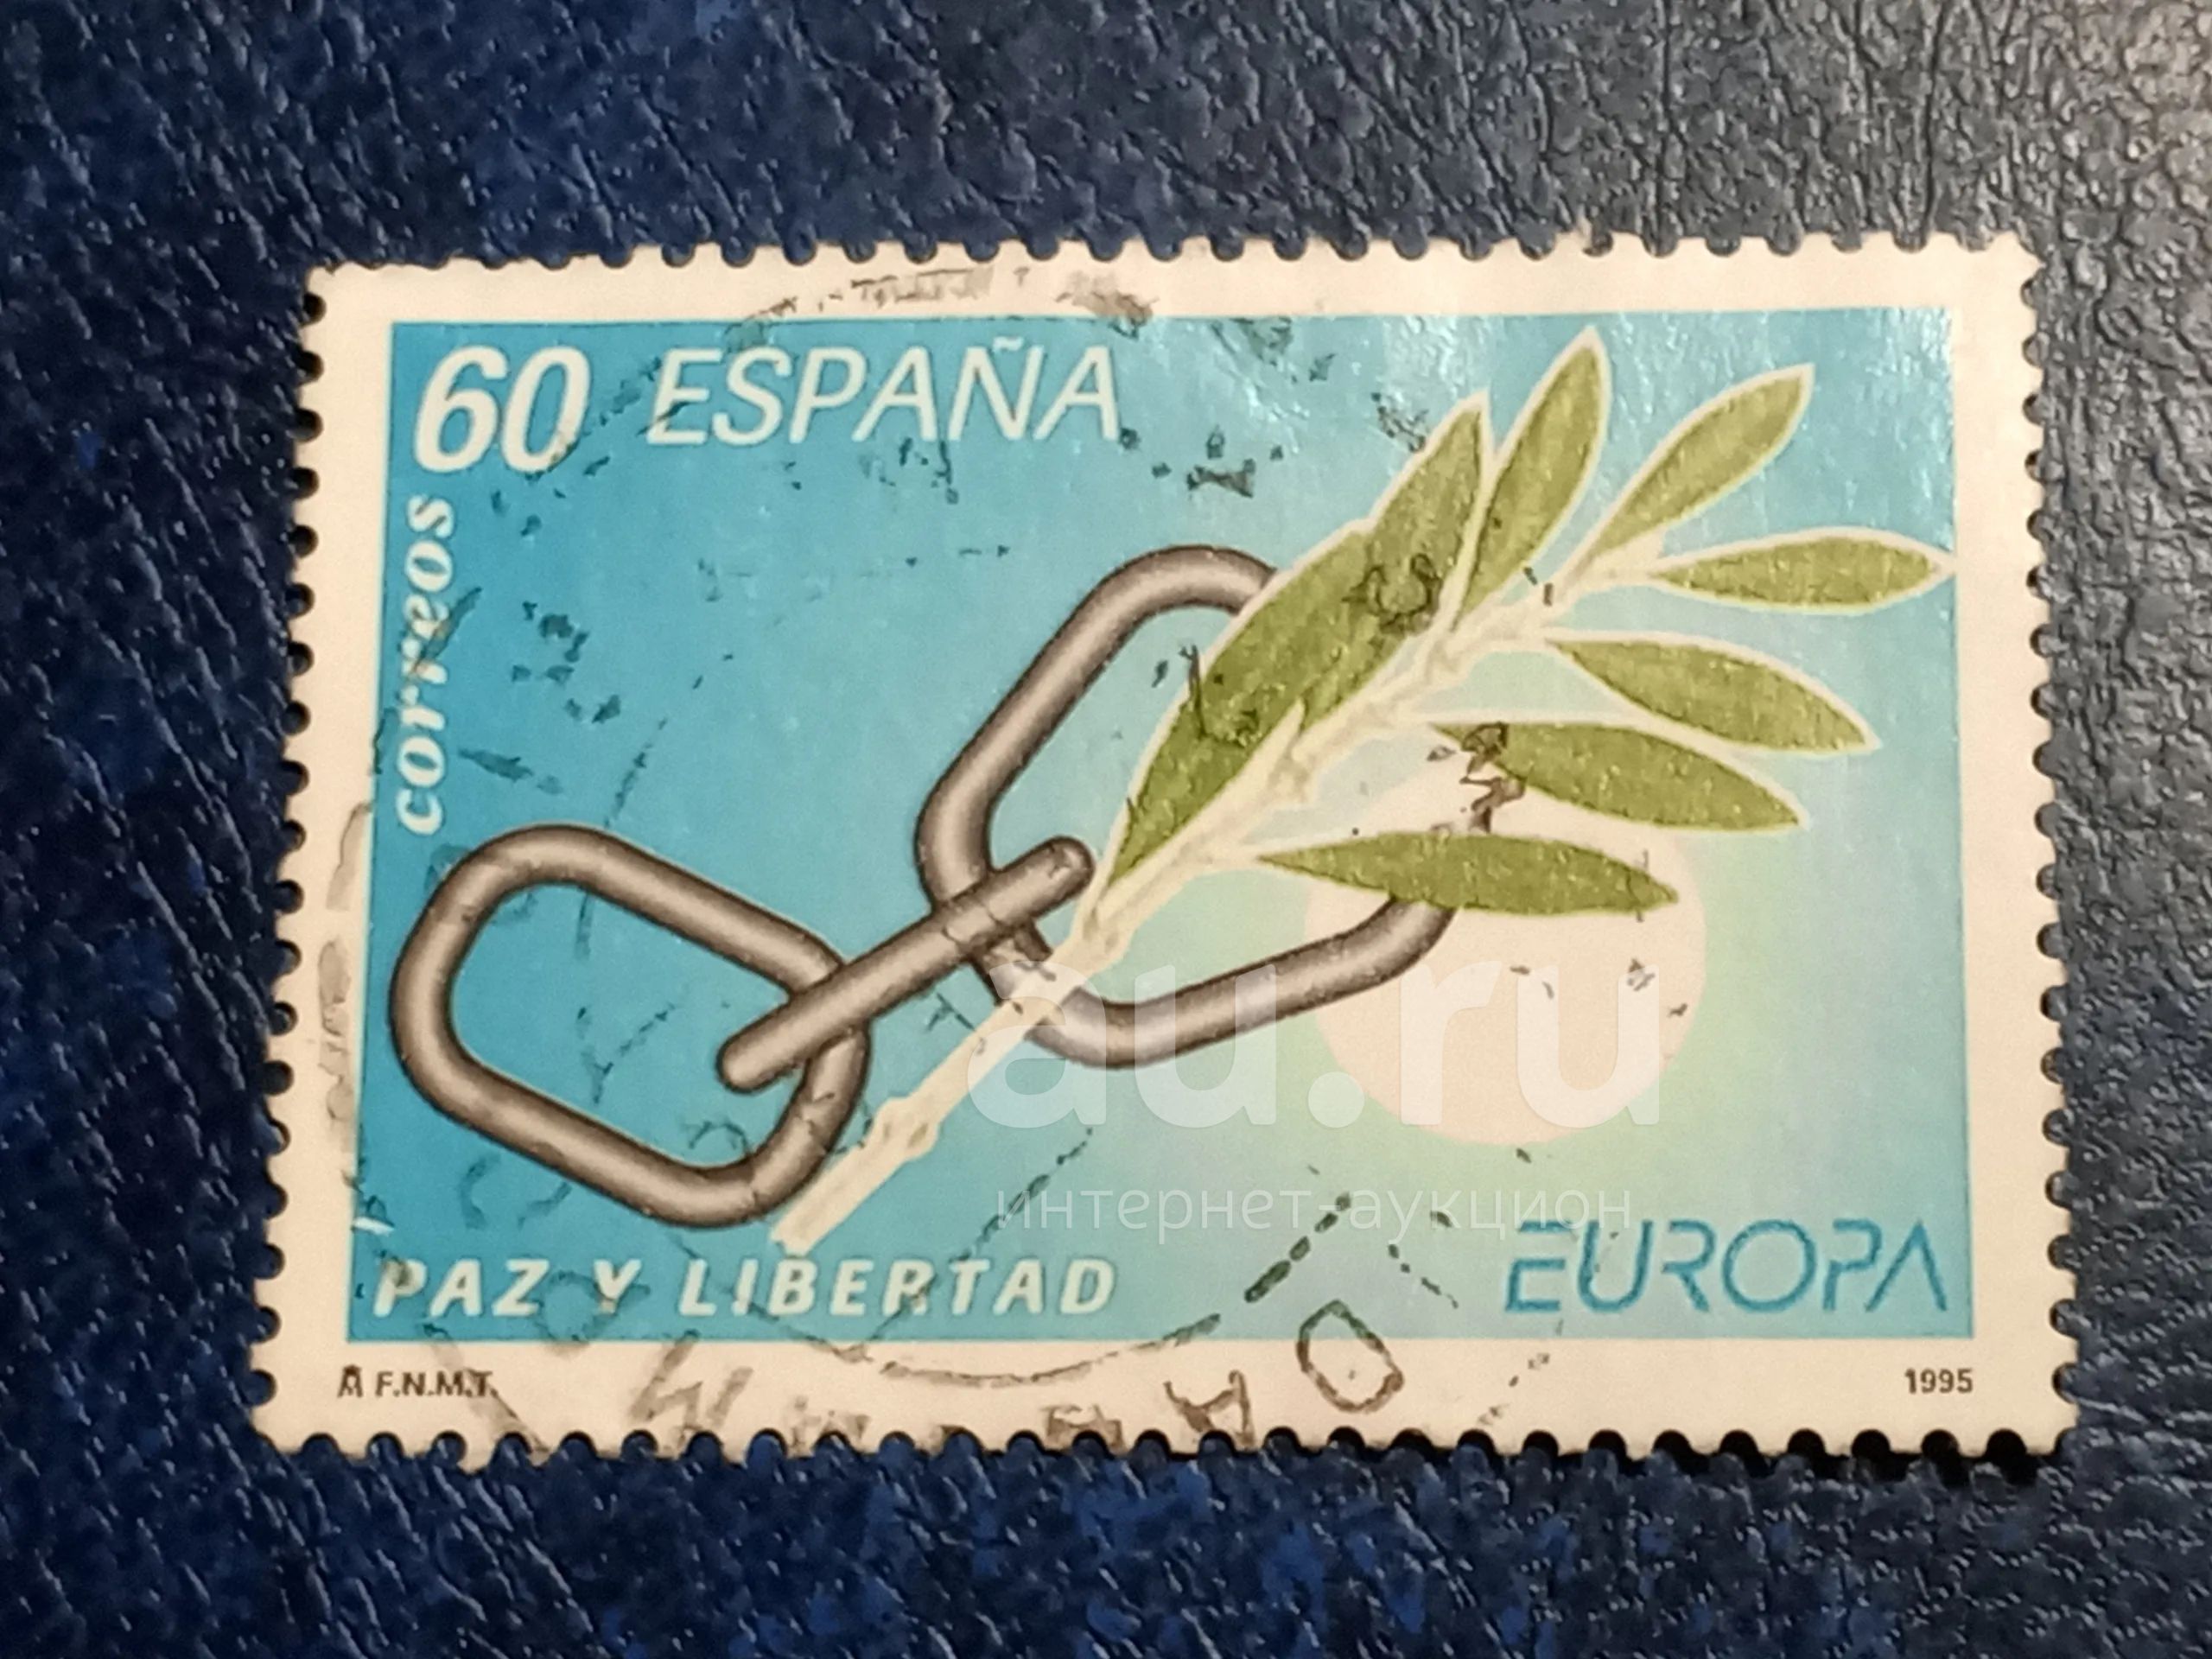 60 ESPAÑA
correos
au.ru
интернет-аукцион
PAZ Y LIBERTAD
EUROPA
F.N.M.T.
1995